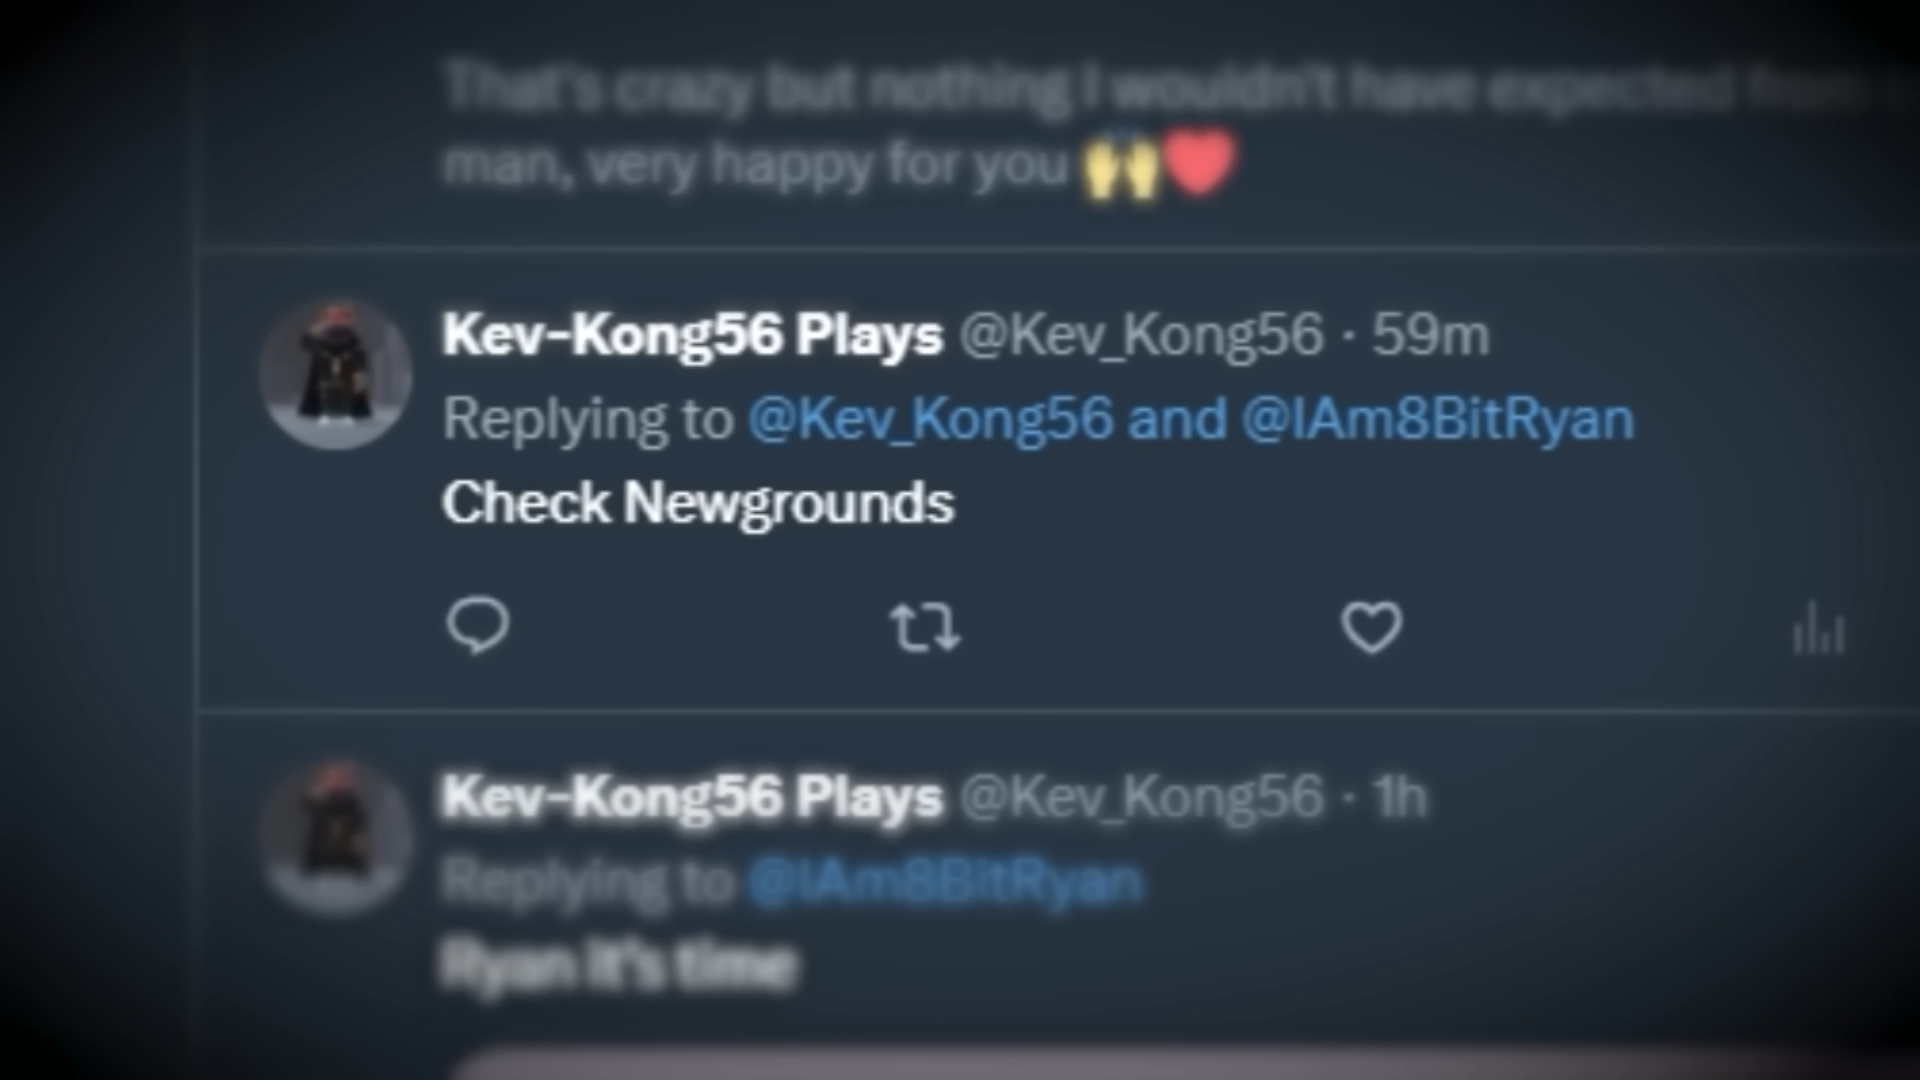 That's crazy but nothing I wouldn't have expected from
man, very happy for you 🙌❤️
Kev-Kong56 Plays @Kev_Kong56 · 59m
Replying to @Kev_Kong56 and @IAm8BitRyan
Check Newgrounds
Kev-Kong56 Plays @Kev_Kong56 · 1h
Replying to @IAm8BitRyan
Ryan it's time